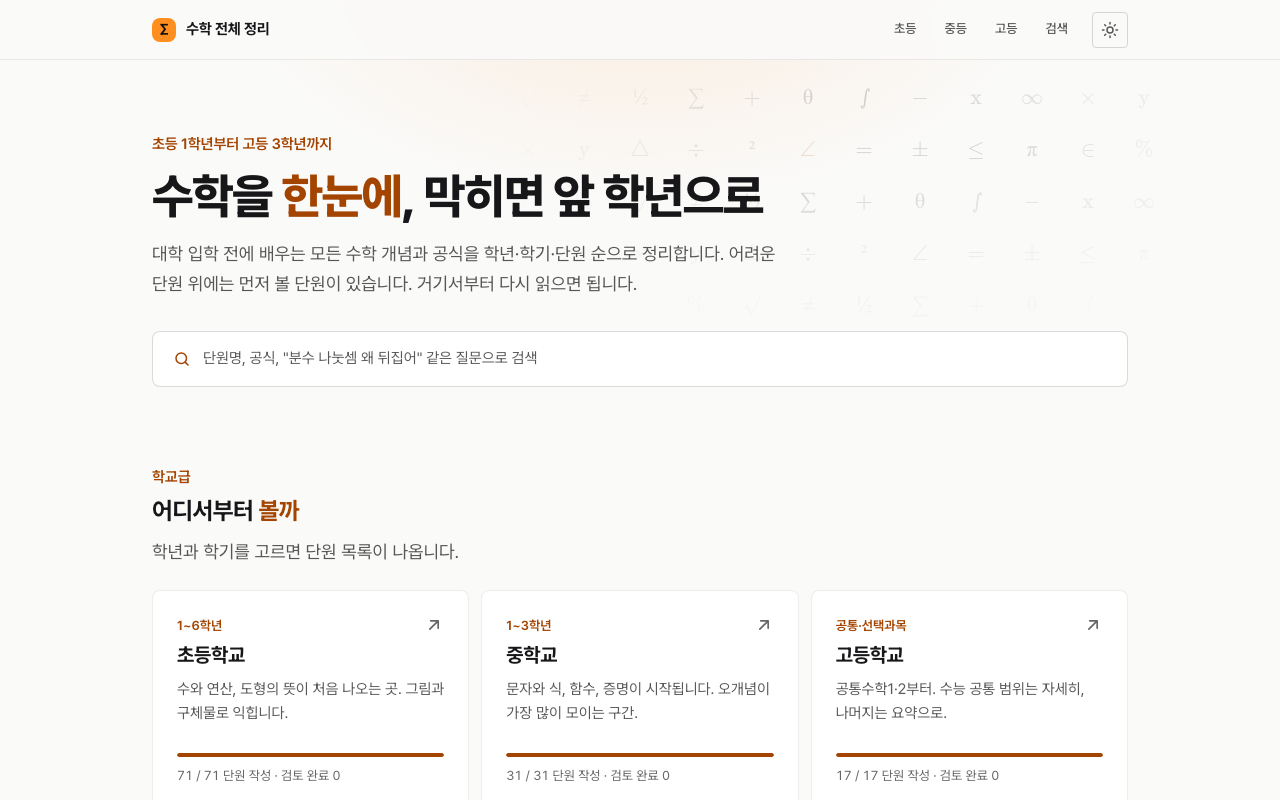 Σ 수학 전체 정리
초등 중등 고등 검색
≠ ½ ∑ + θ ∫ − x ∞ × y
y △ ÷ ² ∠ = ± ≤ π ∈ %
초등 1학년부터 고등 3학년까지
수학을 한눈에, 막히면 앞 학년으로
∑ + θ ∫ − x ∞
대학 입학 전에 배우는 모든 수학 개념과 공식을 학년·학기·단원 순으로 정리합니다. 어려운
÷ ² ∠ = ± ≤ π
단원 위에는 먼저 볼 단원이 있습니다. 거기서부터 다시 읽으면 됩니다.
% √ ≠ ½ ∑ + θ
단원명, 공식, "분수 나눗셈 왜 뒤집어" 같은 질문으로 검색
학교급
어디서부터 볼까
학년과 학기를 고르면 단원 목록이 나옵니다.
1~6학년
초등학교
수와 연산, 도형의 뜻이 처음 나오는 곳. 그림과
구체물로 익힙니다.
71 / 71 단원 작성 · 검토 완료 0
1~3학년
중학교
문자와 식, 함수, 증명이 시작됩니다. 오개념이
가장 많이 모이는 구간.
31 / 31 단원 작성 · 검토 완료 0
공통·선택과목
고등학교
공통수학1·2부터. 수능 공통 범위는 자세히,
나머지는 요약으로.
17 / 17 단원 작성 · 검토 완료 0